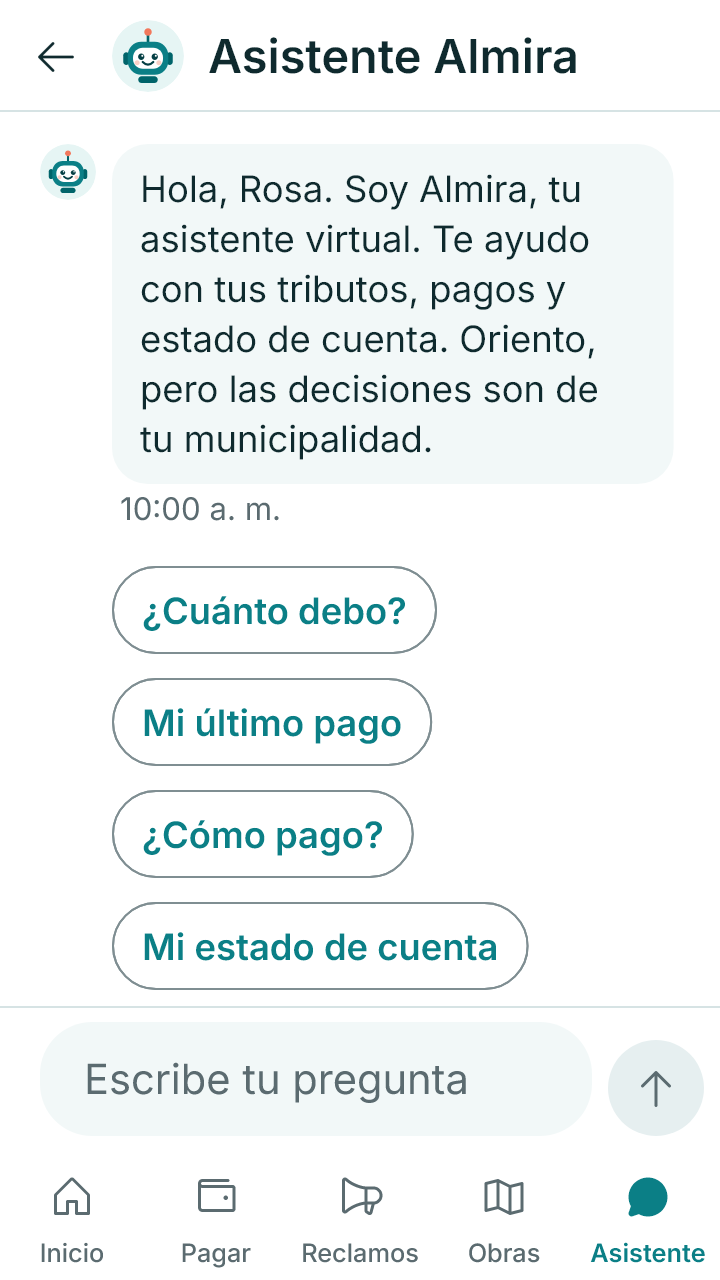 Asistente Almira
Hola, Rosa. Soy Almira, tu
asistente virtual. Te ayudo
con tus tributos, pagos y
estado de cuenta. Oriento,
pero las decisiones son de
tu municipalidad.
10:00 a. m.
¿Cuánto debo?
Mi último pago
¿Cómo pago?
Mi estado de cuenta
Escribe tu pregunta
Inicio
Pagar
Reclamos
Obras
Asistente